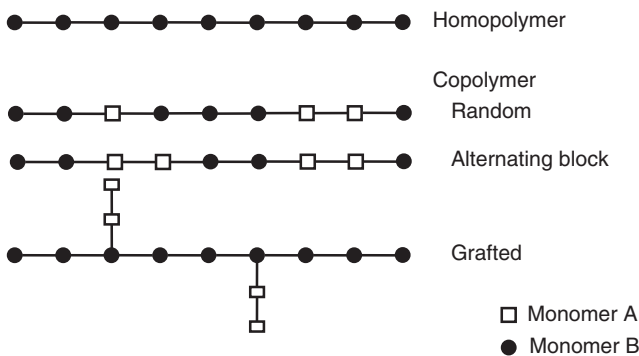 Homopolymer
Copolymer
Random
Alternating block
Grafted
Monomer A
Monomer B